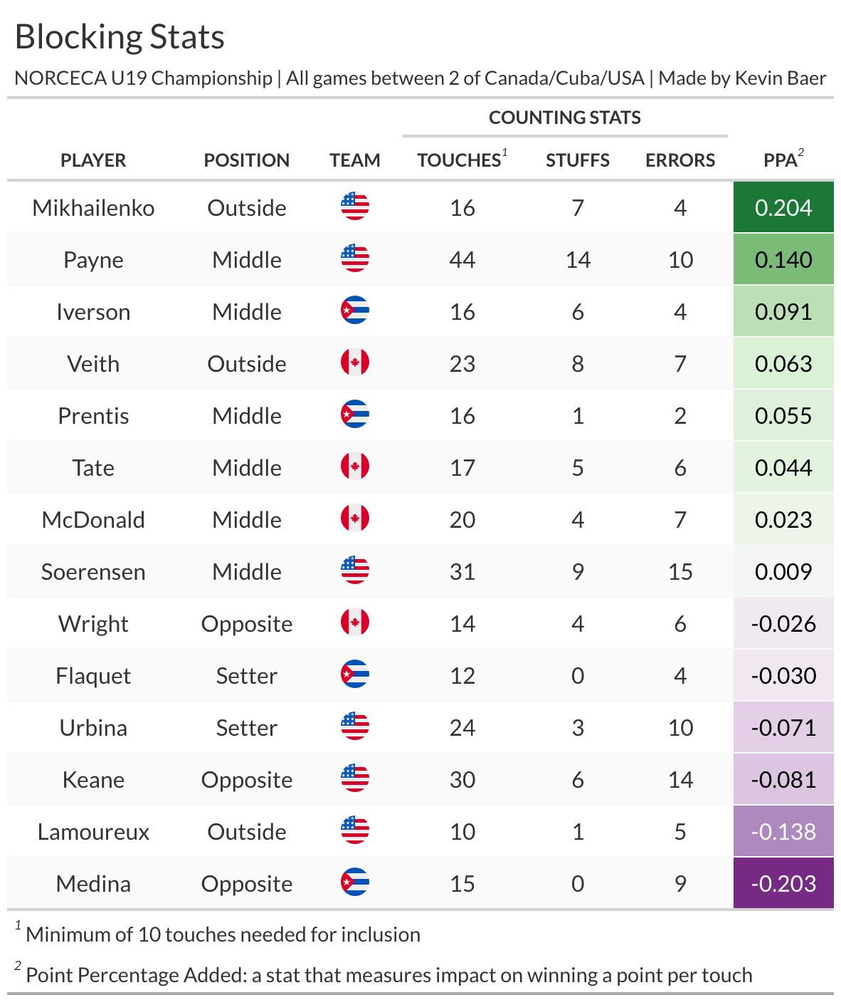 Blocking Stats
NORCECA U19 Championship | All games between 2 of Canada/Cuba/USA | Made by Kevin Baer
COUNTING STATS
PLAYER POSITION TEAM TOUCHES1 STUFFS ERRORS PPA2
Mikhailenko Outside 16 7 4 0.204
Payne Middle 44 14 10 0.140
Iverson Middle 16 6 4 0.091
Veith Outside 23 8 7 0.063
Prentis Middle 16 1 2 0.055
Tate Middle 17 5 6 0.044
McDonald Middle 20 4 7 0.023
Soerensen Middle 31 9 15 0.009
Wright Opposite 14 4 6 -0.026
Flaquet Setter 12 0 4 -0.030
Urbina Setter 24 3 10 -0.071
Keane Opposite 30 6 14 -0.081
Lamoureux Outside 10 1 5 -0.138
Medina Opposite 15 0 9 -0.203
1 Minimum of 10 touches needed for inclusion
2 Point Percentage Added: a stat that measures impact on winning a point per touch